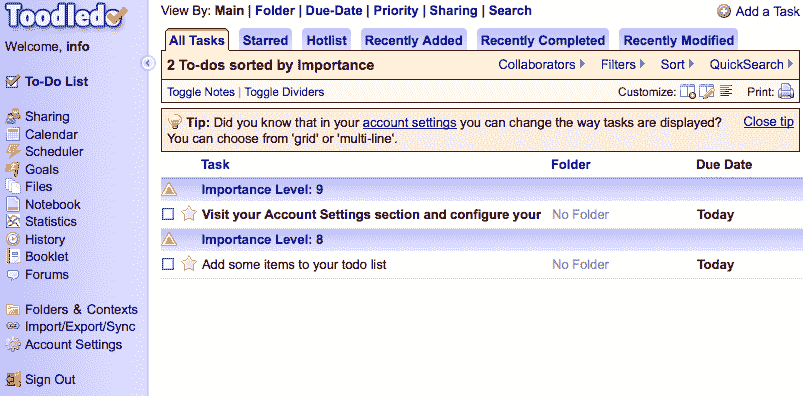 Toodledo
Welcome, info
To-Do List
Sharing
Calendar
Scheduler
Goals
Files
Notebook
Statistics
History
Booklet
Forums
Folders & Contexts
Import/Export/Sync
Account Settings
Sign Out
View By: Main | Folder | Due-Date | Priority | Sharing | Search
Add a Task
All Tasks Starred Hotlist Recently Added Recently Completed Recently Modified
2 To-dos sorted by Importance Collaborators Filters Sort QuickSearch
Toggle Notes | Toggle Dividers Customize: Print:
Tip: Did you know that in your account settings you can change the way tasks are displayed? Close tip
You can choose from 'grid' or 'multi-line'.
Task Folder Due Date
Importance Level: 9
Visit your Account Settings section and configure your No Folder Today
Importance Level: 8
Add some items to your todo list No Folder Today